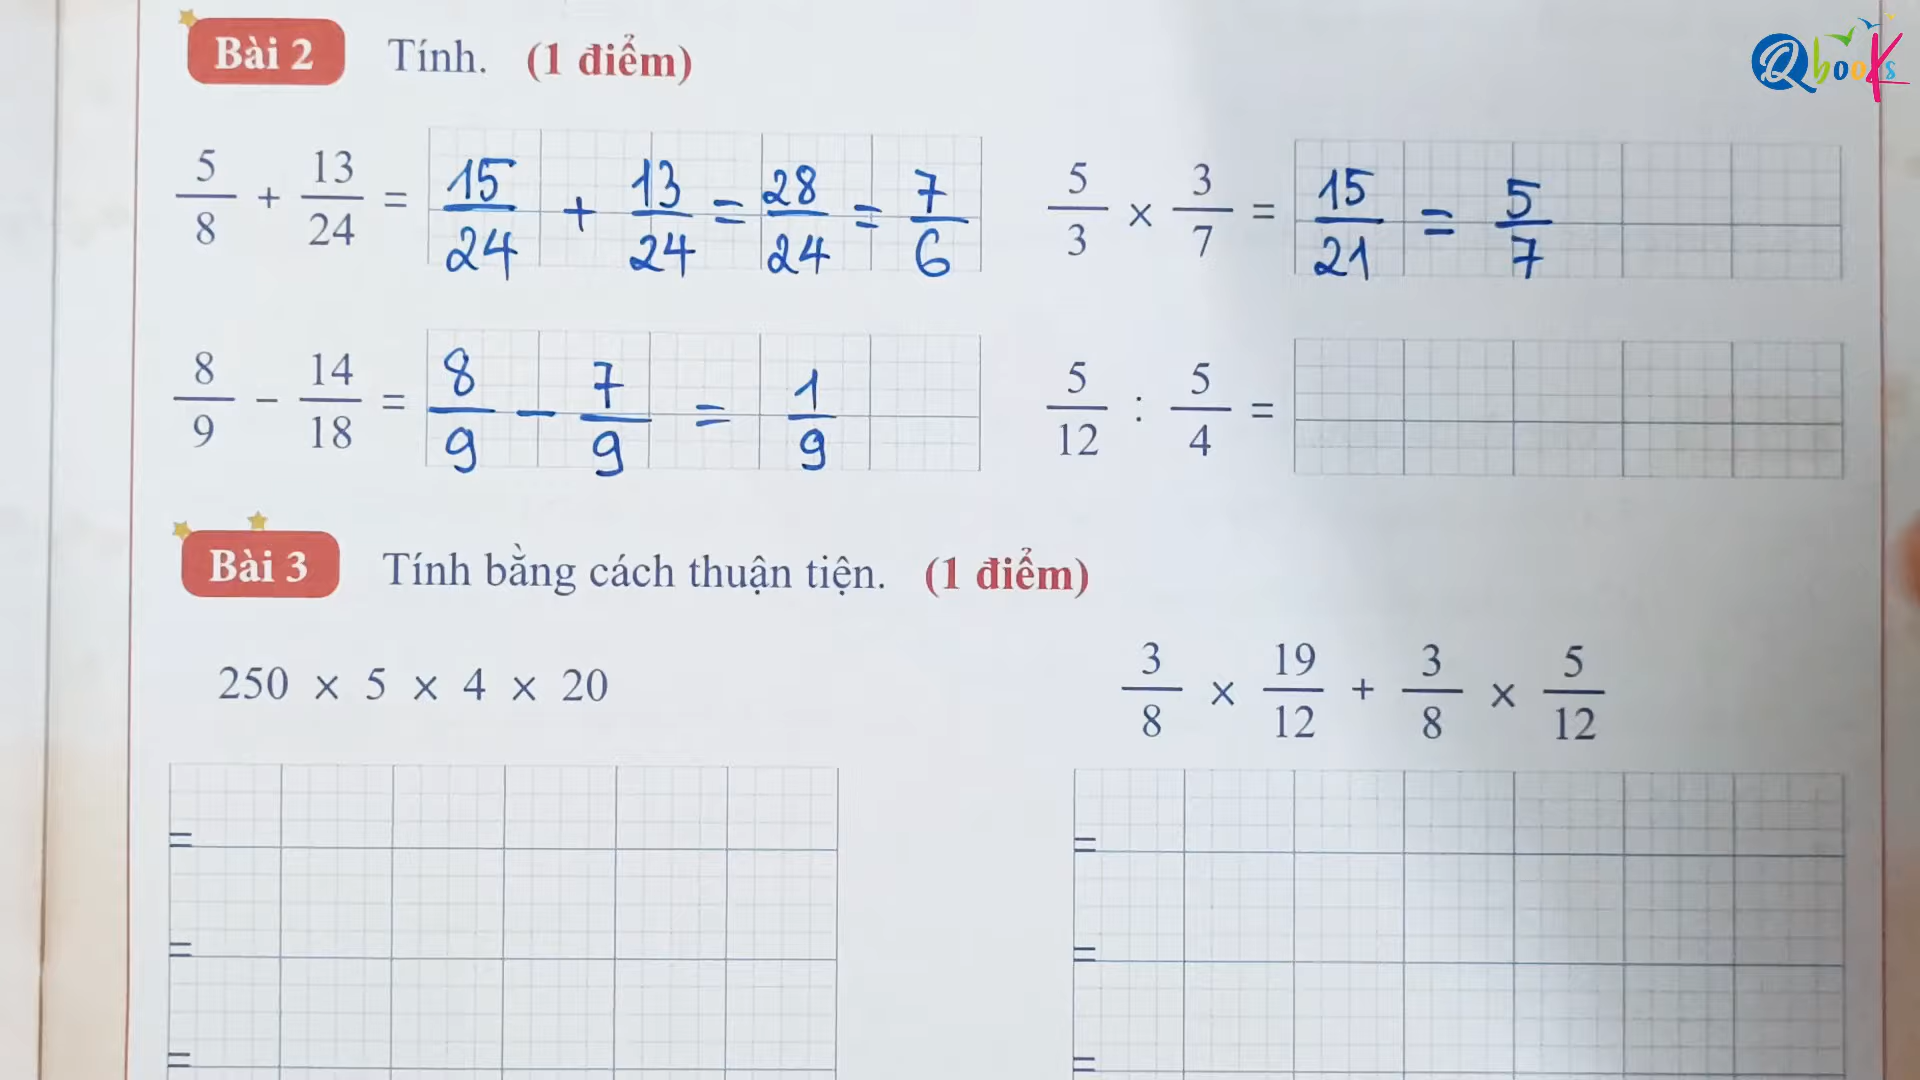 Qbooks
Bài 2 Tính. (1 điểm)
5/8 + 13/24 = 15/24 + 13/24 = 28/24 = 7/6
5/3 × 3/7 = 15/21 = 5/7
8/9 – 14/18 = 8/9 – 7/9 = 1/9
5/12 : 5/4 =
Bài 3 Tính bằng cách thuận tiện. (1 điểm)
250 × 5 × 4 × 20
3/8 × 19/12 + 3/8 × 5/12
= =
= =
= =